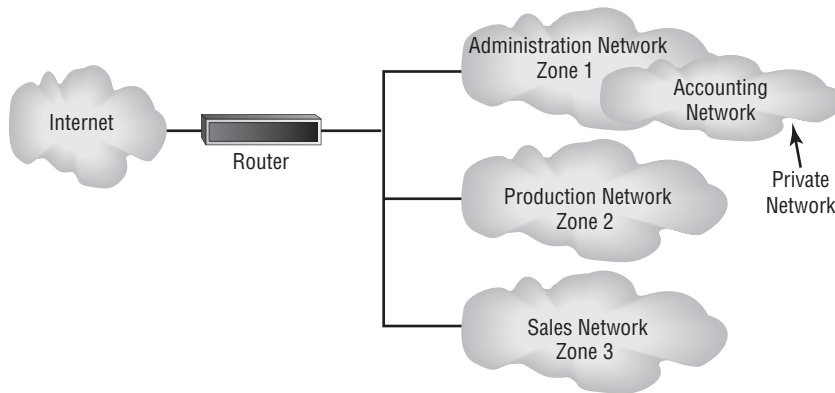 Internet
Router
Administration Network
Zone 1
Accounting
Network
Private
Network
Production Network
Zone 2
Sales Network
Zone 3